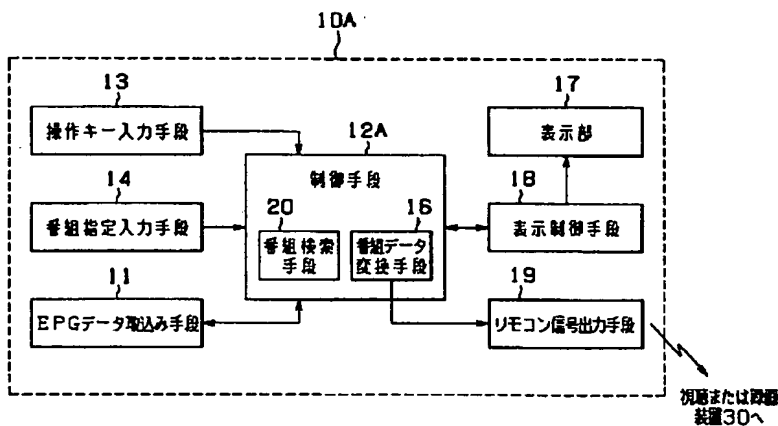 10A
13
操作キー入力手段
12A
制御手段
17
表示部
14
番組指定入力手段
20
番組検索
手段
16
番組データ
変換手段
18
表示制御手段
11
EPGデータ取込み手段
19
リモコン信号出力手段
視聴または録画
装置30へ